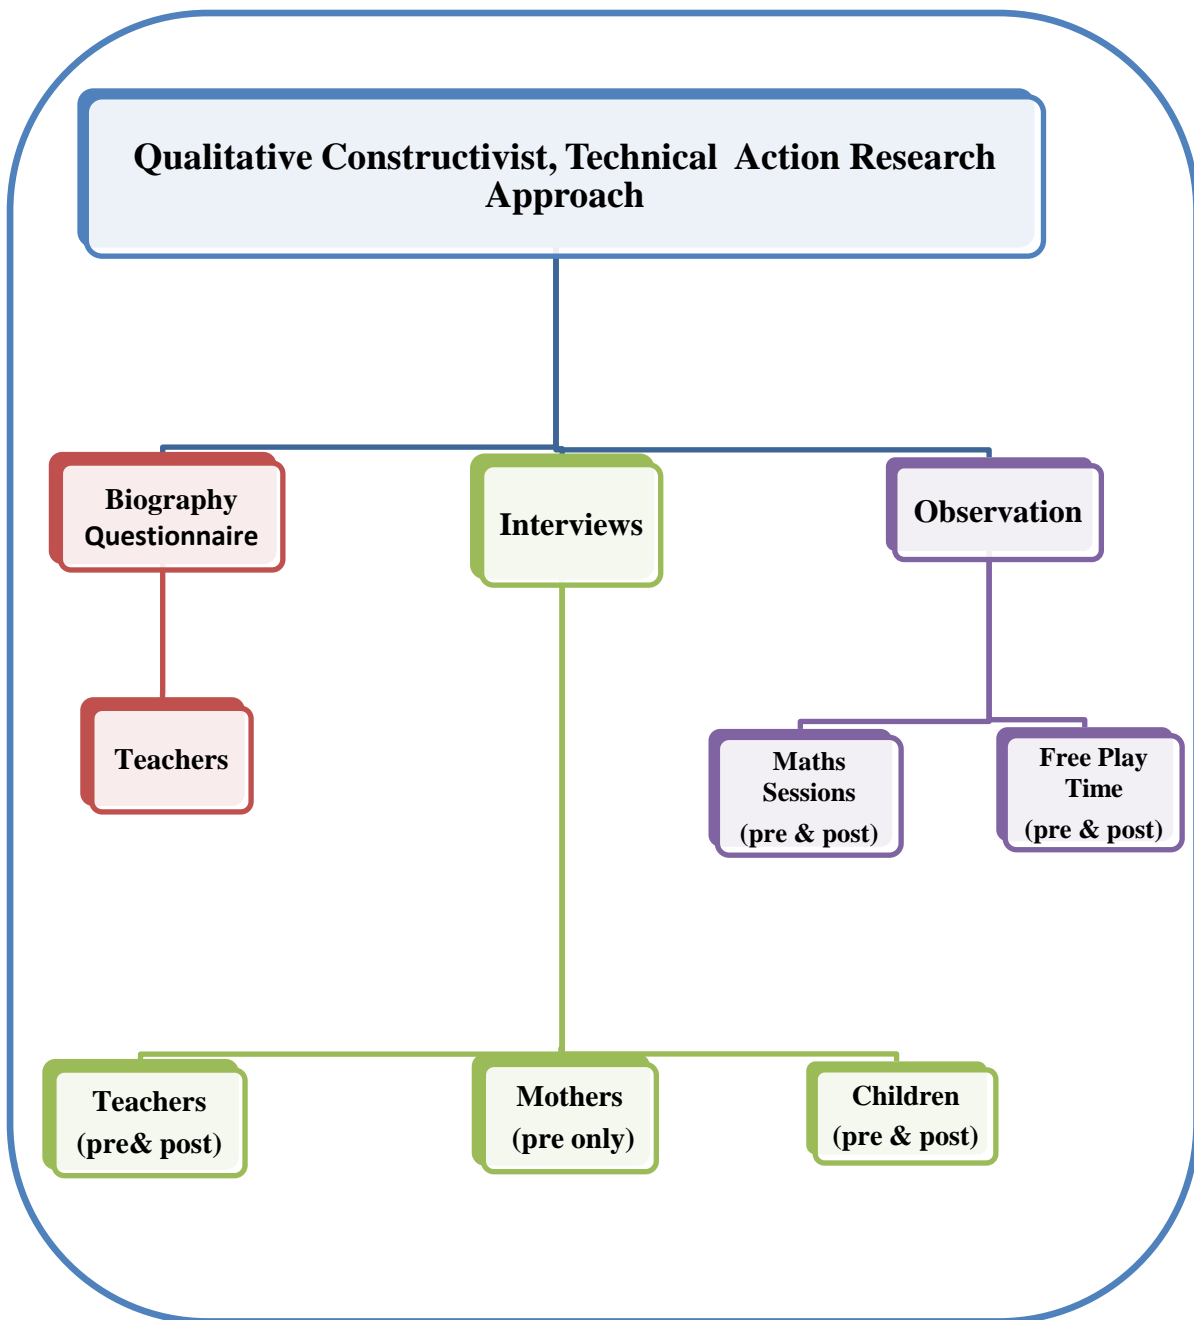 Qualitative Constructivist, Technical Action Research
Approach
Biography
Questionnaire
Interviews
Observation
Teachers
Maths
Sessions
(pre & post)
Free Play
Time
(pre & post)
Teachers
(pre& post)
Mothers
(pre only)
Children
(pre & post)